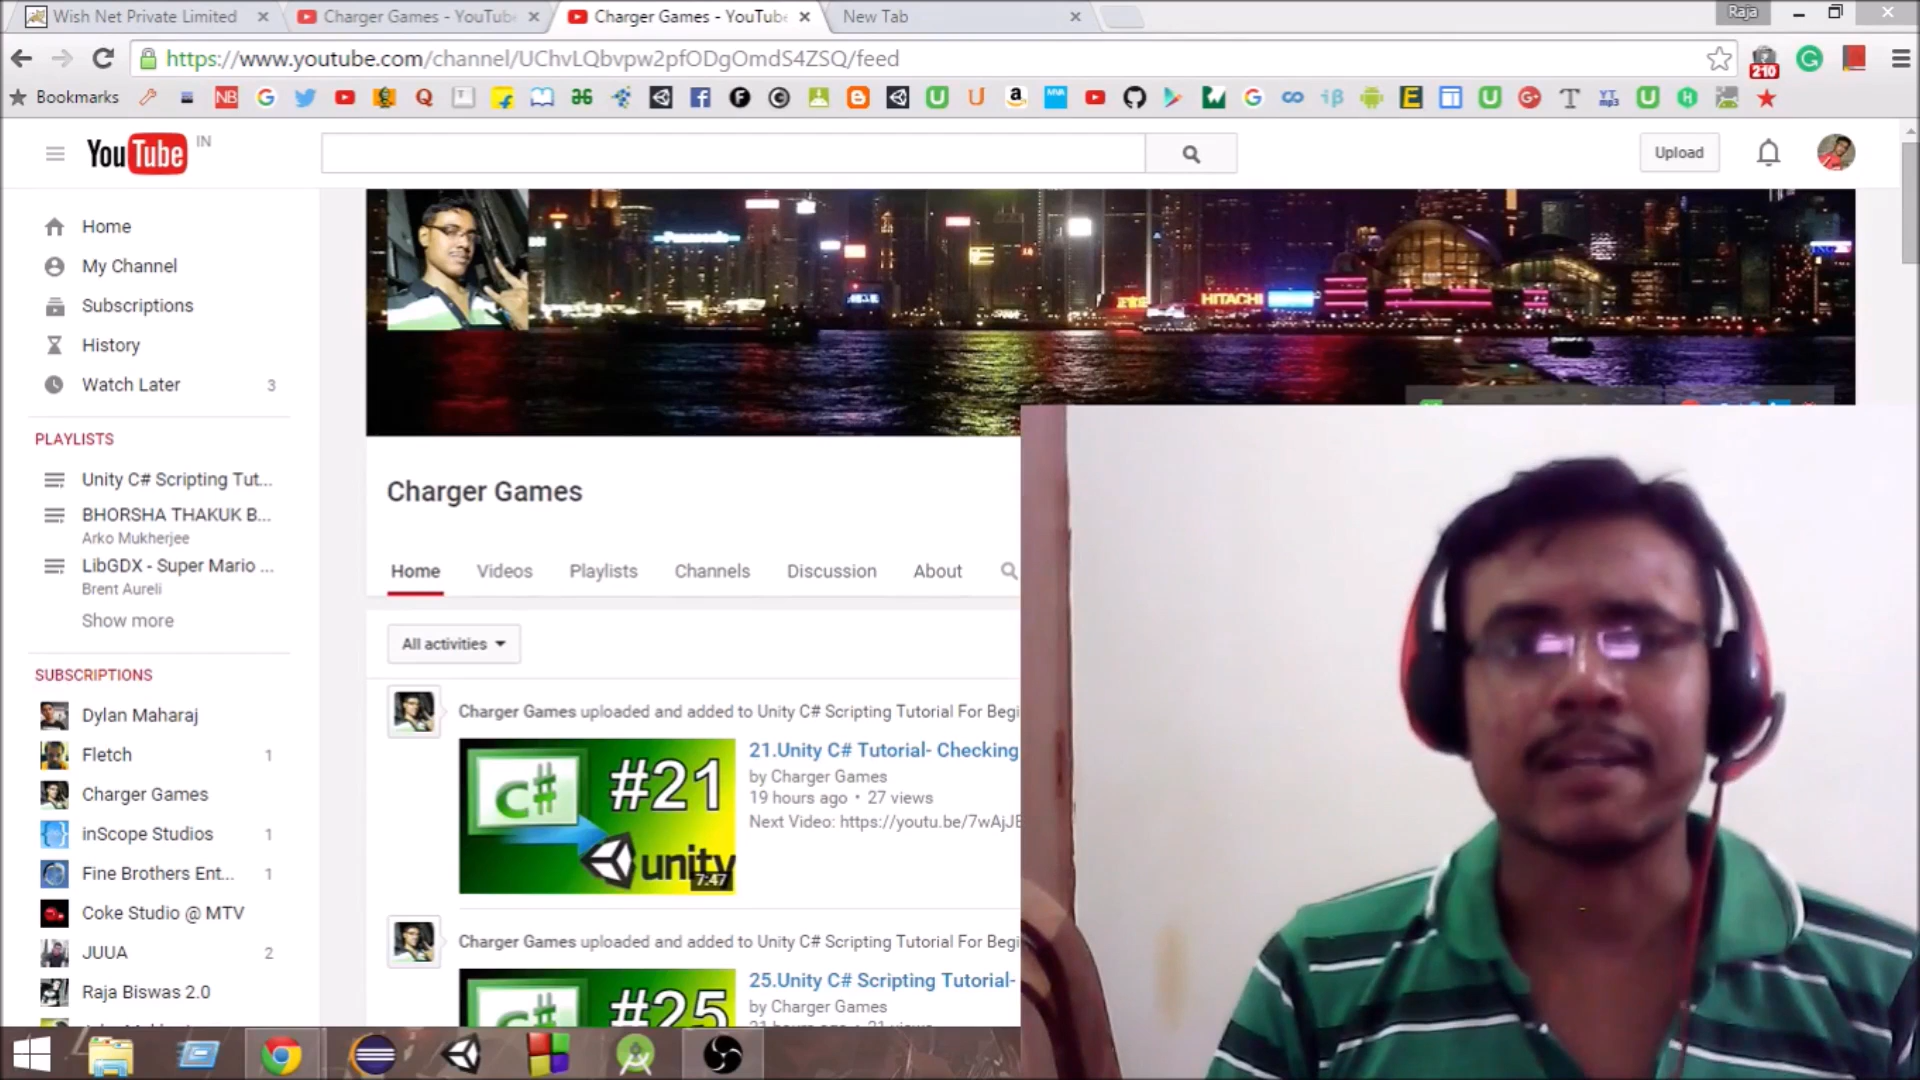 Wish Net Private Limited
Charger Games - YouTub
Charger Games - YouTube
New Tab
Raja
https://www.youtube.com/channel/UChvLQbvpw2pfODgOmdS4ZSQ/feed
210
Bookmarks
NB
YouTube IN
Upload
Home
My Channel
Subscriptions
History
Watch Later 3
PLAYLISTS
Unity C# Scripting Tut...
BHORSHA THAKUK B...
Arko Mukherjee
LibGDX - Super Mario ...
Brent Aureli
Show more
SUBSCRIPTIONS
Dylan Maharaj
Fletch 1
Charger Games
inScope Studios 1
Fine Brothers Ent... 1
Coke Studio @ MTV
JUUA 2
Raja Biswas 2.0
Panasonic
HITACHI
Charger Games
Home Videos Playlists Channels Discussion About
All activities
Charger Games uploaded and added to Unity C# Scripting Tutorial For Begi
C# #21
unity
7:47
21.Unity C# Tutorial- Checking
by Charger Games
19 hours ago • 27 views
Next Video: https://youtu.be/7wAjJE
Charger Games uploaded and added to Unity C# Scripting Tutorial For Begi
#25
25.Unity C# Scripting Tutorial-
by Charger Games